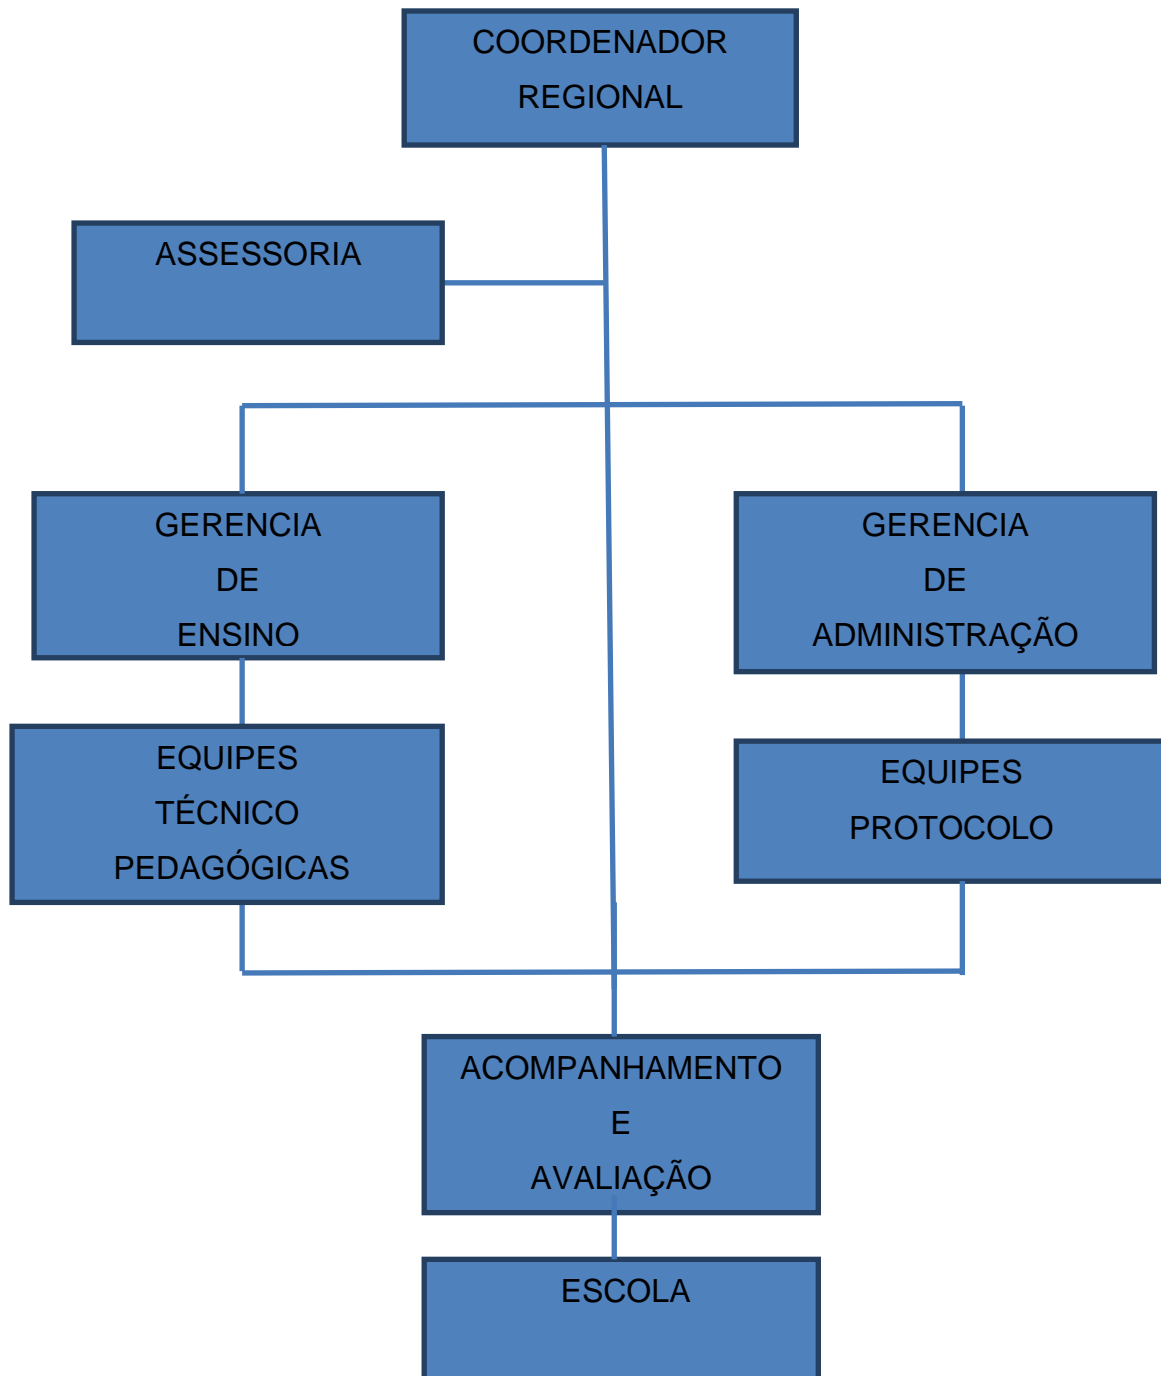 COORDENADOR
REGIONAL
ASSESSORIA
GERENCIA
DE
ENSINO
GERENCIA
DE
ADMINISTRAÇÃO
EQUIPES
TÉCNICO
PEDAGÓGICAS
EQUIPES
PROTOCOLO
ACOMPANHAMENTO
E
AVALIAÇÃO
ESCOLA